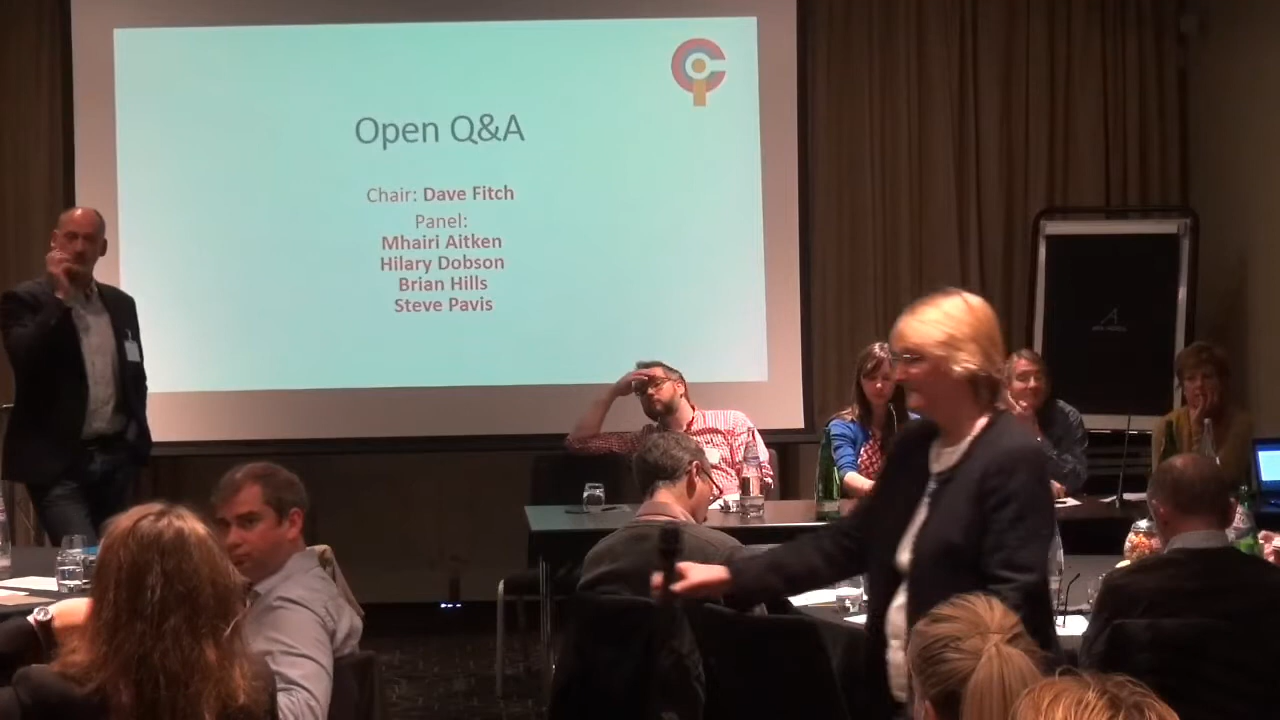 Open Q&A
Chair: Dave Fitch
Panel:
Mhairi Aitken
Hilary Dobson
Brian Hills
Steve Pavis